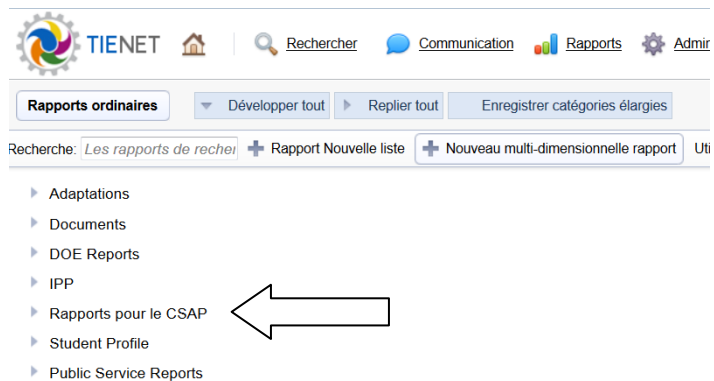 TIENET Rechercher Communication Rapports Admin
Rapports ordinaires Développer tout Replier tout Enregistrer catégories élargies
Recherche: Les rapports de recher Rapport Nouvelle liste Nouveau multi-dimensionnelle rapport Uti
Adaptations
Documents
DOE Reports
IPP
Rapports pour le CSAP
Student Profile
Public Service Reports